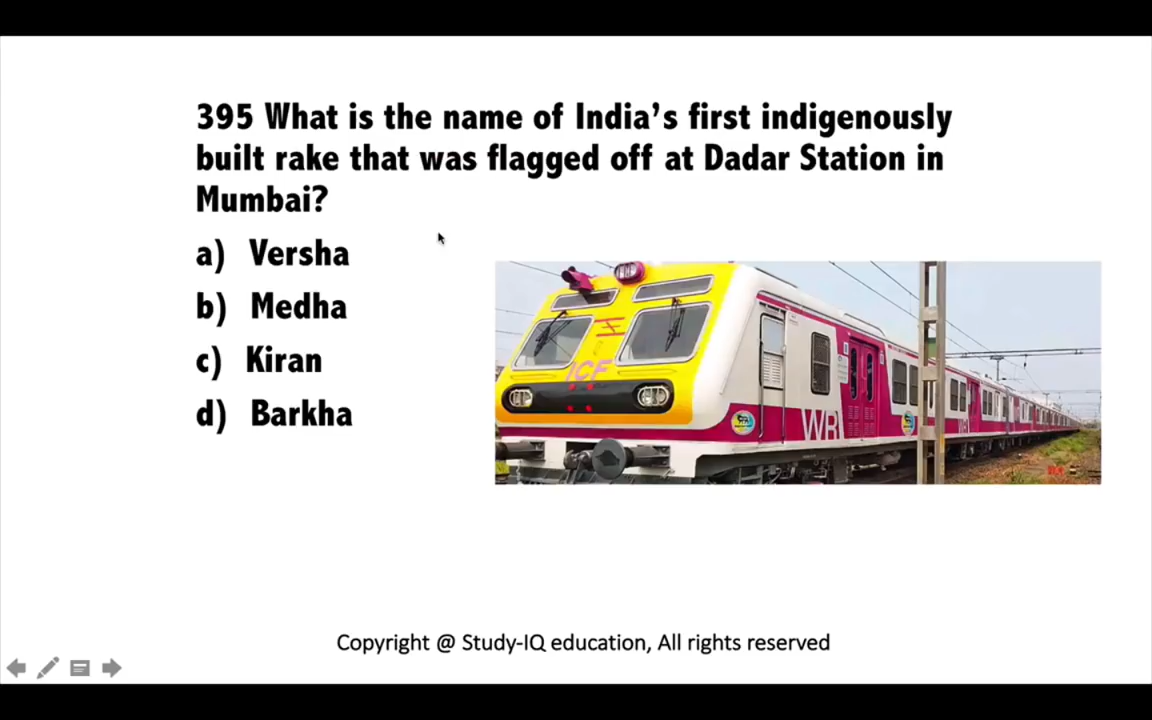 395 What is the name of India's first indigenously
built rake that was flagged off at Dadar Station in
Mumbai?
a) Versha
b) Medha
c) Kiran
d) Barkha
ICF
WR
Copyright @ Study-IQ education, All rights reserved